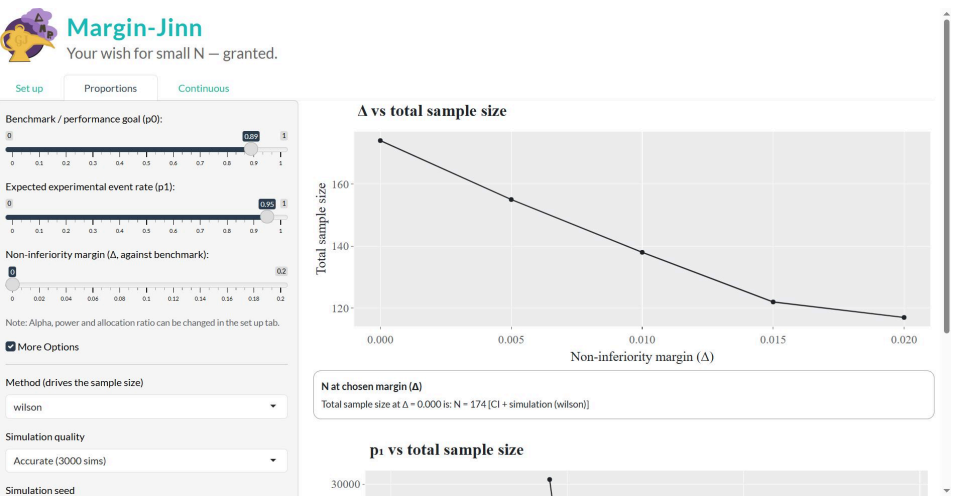 Margin-Jinn
Your wish for small N — granted.
Set up
Proportions
Continuous
Benchmark / performance goal (p0):
0 0.89 1
0 0.1 0.2 0.3 0.4 0.5 0.6 0.7 0.8 0.9 1
Expected experimental event rate (p1):
0 0.95 1
0 0.1 0.2 0.3 0.4 0.5 0.6 0.7 0.8 0.9 1
Non-inferiority margin (Δ, against benchmark):
0 0.2
0 0.02 0.04 0.06 0.08 0.1 0.12 0.14 0.16 0.18 0.2
Note: Alpha, power and allocation ratio can be changed in the set up tab.
More Options
Method (drives the sample size)
wilson
Simulation quality
Accurate (3000 sims)
Simulation seed
Δ vs total sample size
Total sample size
160
140
120
0.000 0.005 0.010 0.015 0.020
Non-inferiority margin (Δ)
N at chosen margin (Δ)
Total sample size at Δ = 0.000 is: N = 174 [CI + simulation (wilson)]
p₁ vs total sample size
30000